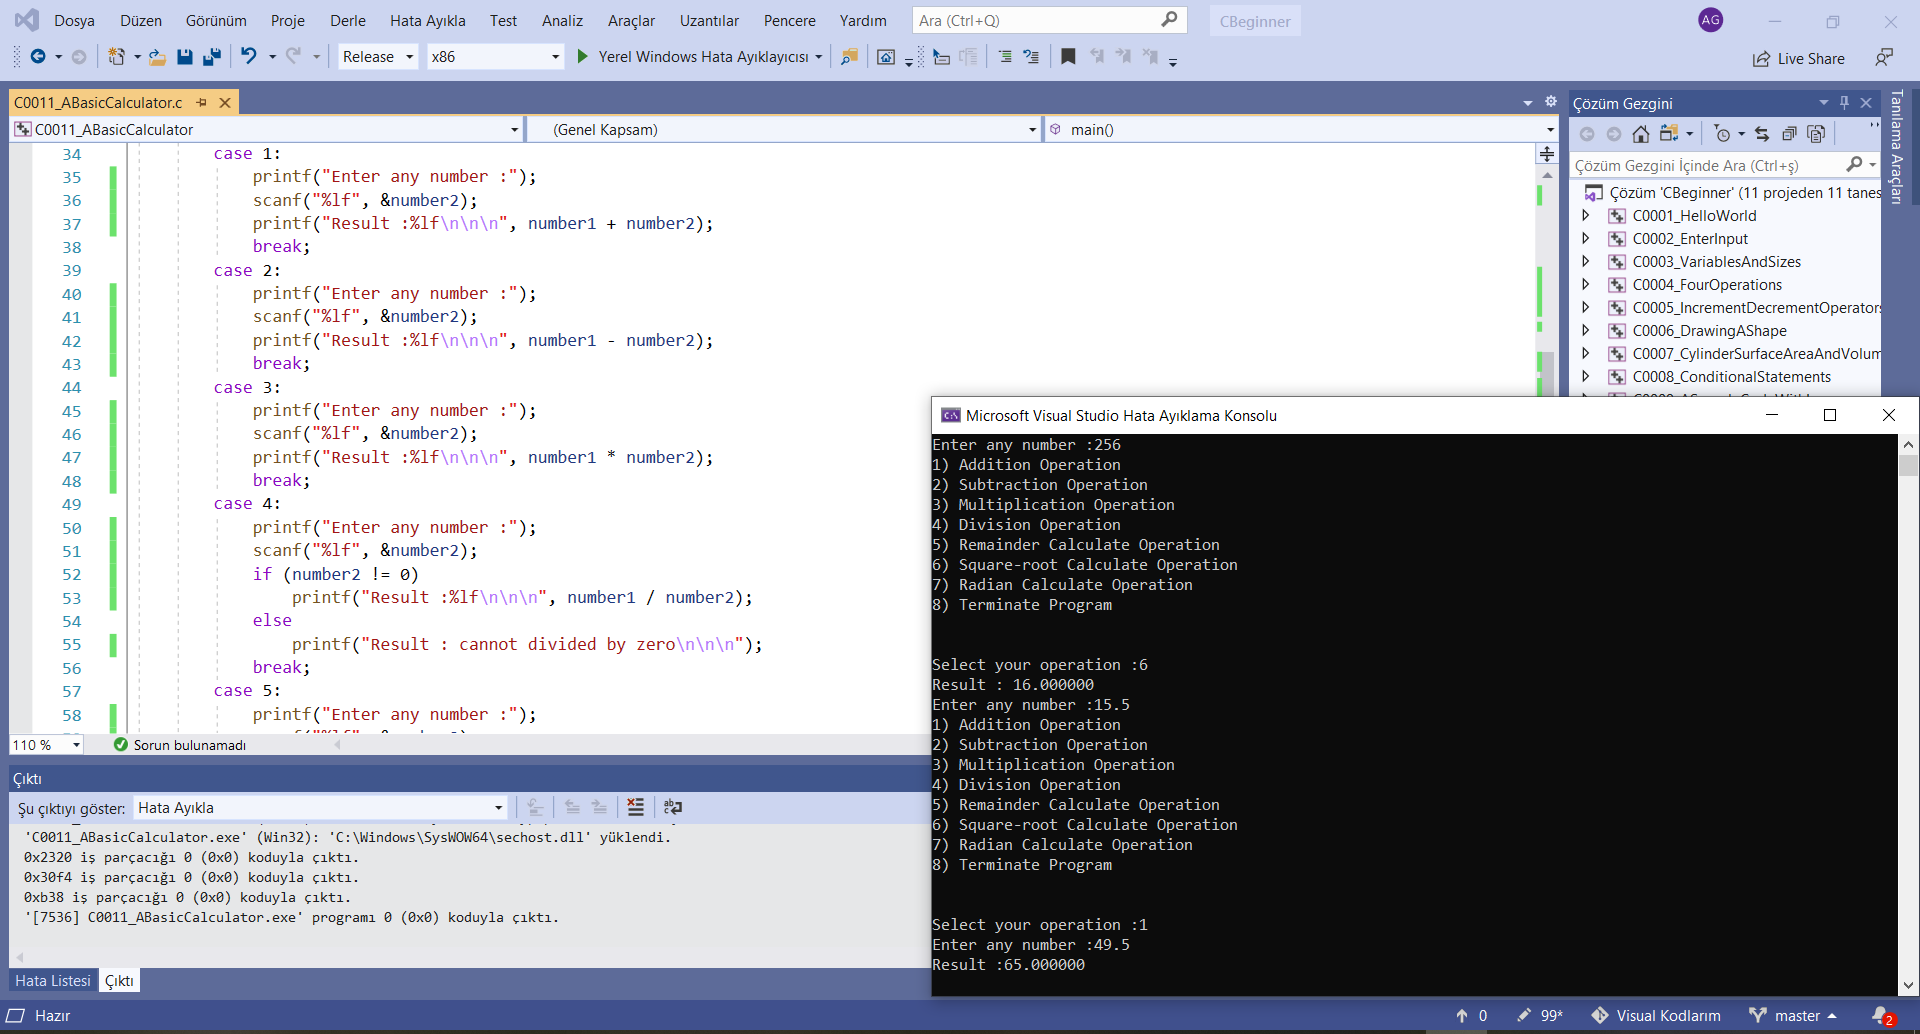 Dosya Düzen Görünüm Proje Derle Hata Ayıkla Test Analiz Araçlar Uzantılar Pencere Yardım Ara (Ctrl+Q) CBeginner AG
Release x86 Yerel Windows Hata Ayıklayıcısı Live Share
C0011_ABasicCalculator.c
C0011_ABasicCalculator (Genel Kapsam) main()
34 case 1:
35 printf("Enter any number :");
36 scanf("%lf", &number2);
37 printf("Result :%lf\n\n\n", number1 + number2);
38 break;
39 case 2:
40 printf("Enter any number :");
41 scanf("%lf", &number2);
42 printf("Result :%lf\n\n\n", number1 - number2);
43 break;
44 case 3:
45 printf("Enter any number :");
46 scanf("%lf", &number2);
47 printf("Result :%lf\n\n\n", number1 * number2);
48 break;
49 case 4:
50 printf("Enter any number :");
51 scanf("%lf", &number2);
52 if (number2 != 0)
53 printf("Result :%lf\n\n\n", number1 / number2);
54 else
55 printf("Result : cannot divided by zero\n\n\n");
56 break;
57 case 5:
58 printf("Enter any number :");
110 % Sorun bulunamadı
Çıktı
Şu çıktıyı göster: Hata Ayıkla
'C0011_ABasicCalculator.exe' (Win32): 'C:\Windows\SysWOW64\sechost.dll' yüklendi.
0x2320 iş parçacığı 0 (0x0) koduyla çıktı.
0x30f4 iş parçacığı 0 (0x0) koduyla çıktı.
0xb38 iş parçacığı 0 (0x0) koduyla çıktı.
'[7536] C0011_ABasicCalculator.exe' programı 0 (0x0) koduyla çıktı.
Hata Listesi Çıktı
Çözüm Gezgini
Çözüm Gezgini İçinde Ara (Ctrl+ş)
Çözüm 'CBeginner' (11 projeden 11 tanes
C0001_HelloWorld
C0002_EnterInput
C0003_VariablesAndSizes
C0004_FourOperations
C0005_IncrementDecrementOperators
C0006_DrawingAShape
C0007_CylinderSurfaceAreaAndVolum
C0008_ConditionalStatements
Tanılama Araçları
Microsoft Visual Studio Hata Ayıklama Konsolu
Enter any number :256
1) Addition Operation
2) Subtraction Operation
3) Multiplication Operation
4) Division Operation
5) Remainder Calculate Operation
6) Square-root Calculate Operation
7) Radian Calculate Operation
8) Terminate Program
Select your operation :6
Result : 16.000000
Enter any number :15.5
1) Addition Operation
2) Subtraction Operation
3) Multiplication Operation
4) Division Operation
5) Remainder Calculate Operation
6) Square-root Calculate Operation
7) Radian Calculate Operation
8) Terminate Program
Select your operation :1
Enter any number :49.5
Result :65.000000
Hazır 0 99* Visual Kodlarım master 2